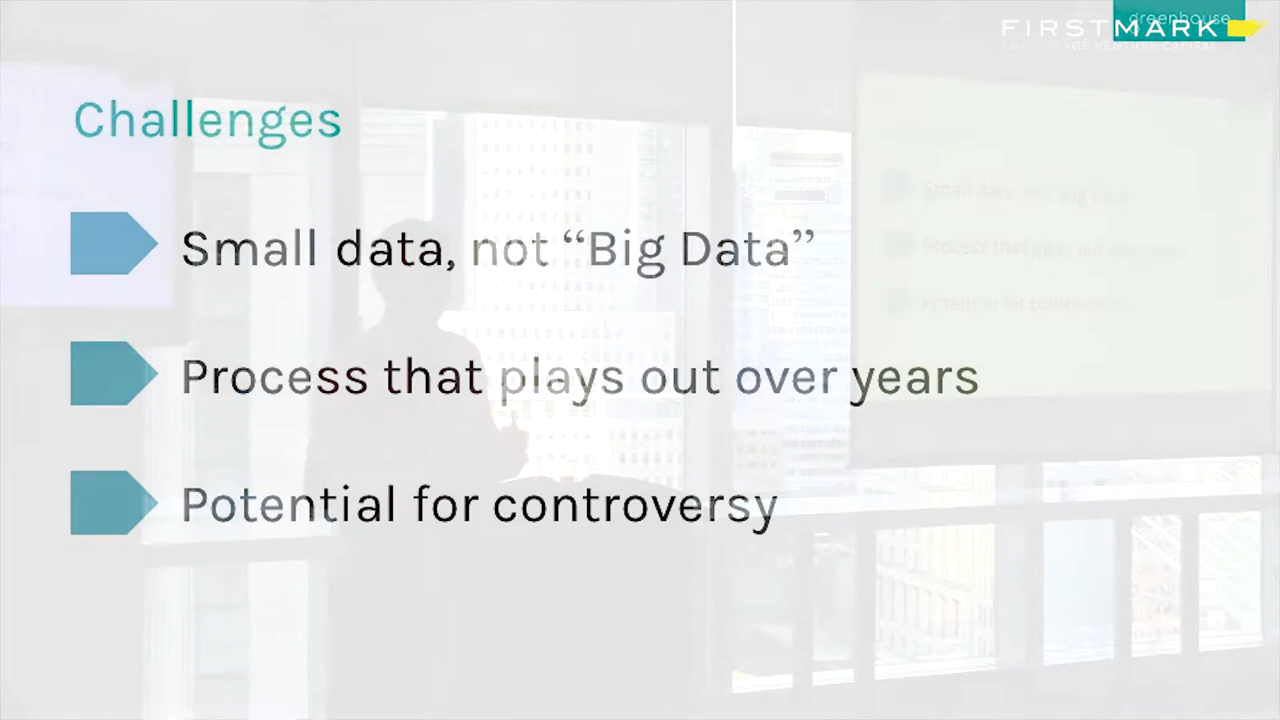 greenhouse
FIRSTMARK
Challenges
Small data, not “Big Data”
Process that plays out over years
Potential for controversy